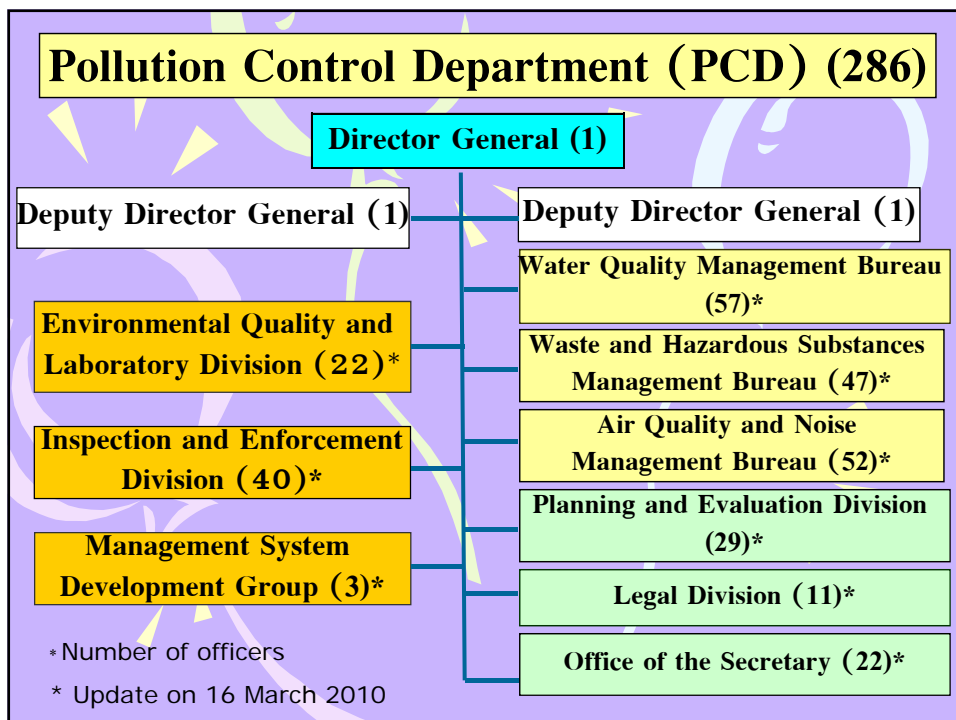 Pollution Control Department (PCD) (286)
Director General (1)
Deputy Director General (1)
Deputy Director General (1)
Environmental Quality and
Laboratory Division (22)*
Inspection and Enforcement
Division (40)*
Management System
Development Group (3)*
Water Quality Management Bureau
(57)*
Waste and Hazardous Substances
Management Bureau (47)*
Air Quality and Noise
Management Bureau (52)*
Planning and Evaluation Division
(29)*
Legal Division (11)*
Office of the Secretary (22)*
* Number of officers
* Update on 16 March 2010